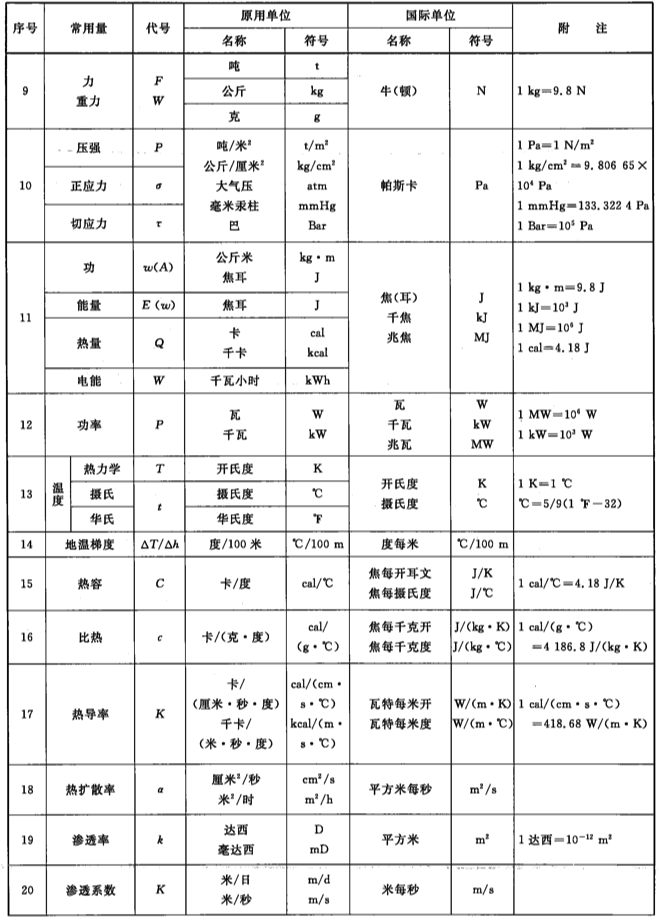 序号 常用量 代号 原用单位 国际单位 附 注
名称 符号 名称 符号
9 力 重力 F W 吨 t 牛(顿) N 1 kg=9.8 N
公斤 kg
克 g
10 压强 P 吨/米² t/m² 帕斯卡 Pa 1 Pa=1 N/m²
公斤/厘米² kg/cm² 1 kg/cm²=9.806 65×
正应力 σ 大气压 atm 10⁴ Pa
毫米汞柱 mmHg 1 mmHg=133.322 4 Pa
切应力 τ 巴 Bar 1 Bar=10⁵ Pa
11 功 w(A) 公斤米 kg·m 焦(耳) J 1 kg·m=9.8 J
焦耳 J 千焦 kJ 1 kJ=10³ J
能量 E(w) 焦耳 J 兆焦 MJ 1 MJ=10⁶ J
热量 Q 卡 cal 1 cal=4.18 J
千卡 kcal
电能 W 千瓦小时 kWh
12 功率 P 瓦 W 瓦 W 1 MW=10⁶ W
千瓦 kW 千瓦 kW 1 kW=10³ W
兆瓦 MW
13 温度 热力学 T 开氏度 K 开氏度 K 1 K=1 ℃
摄氏 t 摄氏度 ℃ 摄氏度 ℃ ℃=5/9(1 ℉-32)
华氏 华氏度 ℉
14 地温梯度 ΔT/Δh 度/100 米 ℃/100 m 度每米 ℃/100 m
15 热容 C 卡/度 cal/℃ 焦每开耳文 J/K 1 cal/℃=4.18 J/K
焦每摄氏度 J/℃
16 比热 c 卡/(克·度) cal/ 焦每千克开 J/(kg·K) 1 cal/(g·℃)
(g·℃) 焦每千克度 J/(kg·℃) =4 186.8 J/(kg·K)
17 热导率 K 卡/ cal/(cm· 瓦特每米开 W/(m·K) 1 cal/(cm·s·℃)
(厘米·秒·度) s·℃) 瓦特每米度 W/(m·℃) =418.68 W/(m·K)
千卡/ kcal/(m·
(米·秒·度) s·℃)
18 热扩散率 α 厘米²/秒 cm²/s 平方米每秒 m²/s
米²/时 m²/h
19 渗透率 k 达西 D 平方米 m² 1 达西=10⁻¹² m²
毫达西 mD
20 渗透系数 K 米/日 m/d 米每秒 m/s
米/秒 m/s